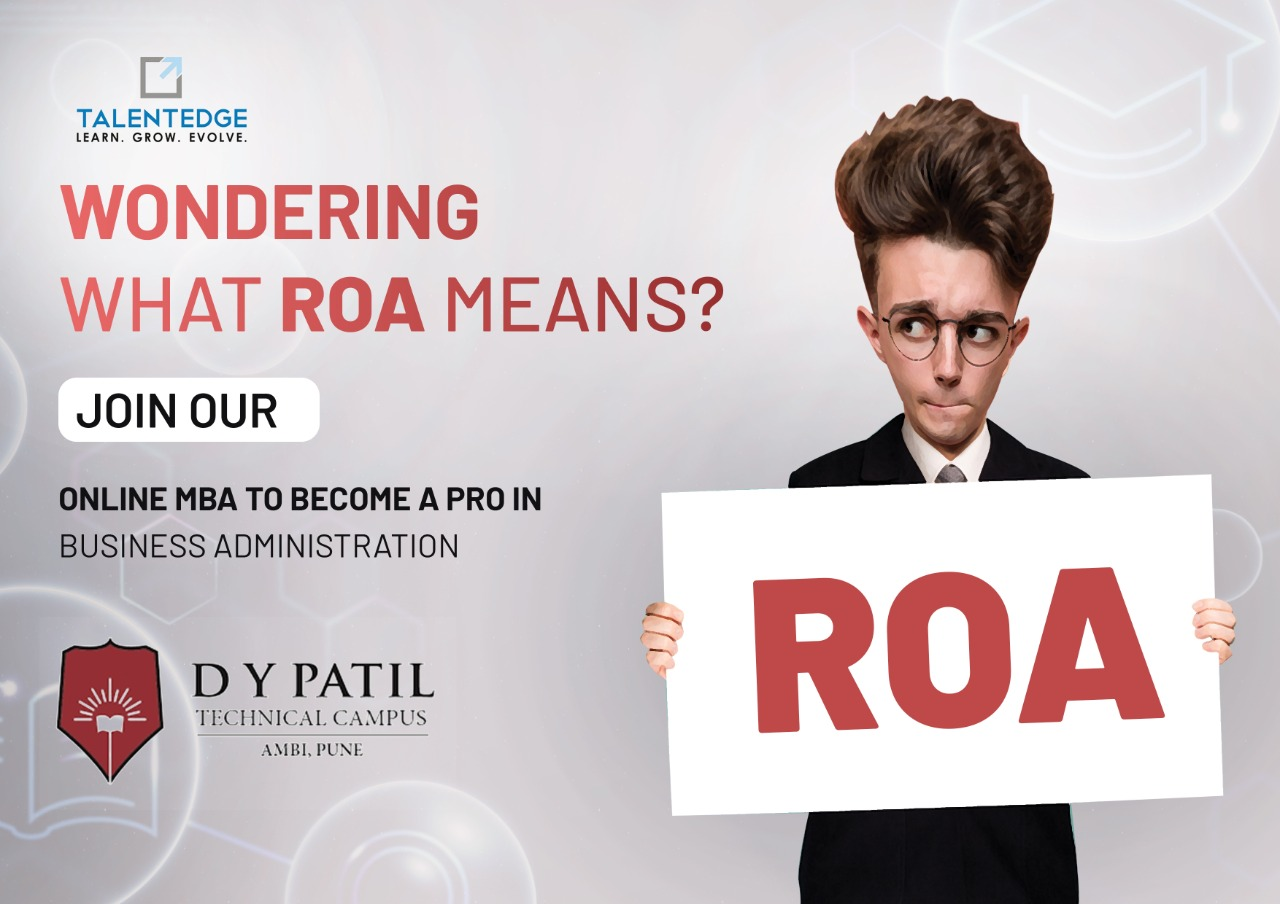 TALENTEDGE
LEARN. GROW. EVOLVE.
WONDERING
WHAT ROA MEANS?
JOIN OUR
ONLINE MBA TO BECOME A PRO IN
BUSINESS ADMINISTRATION
D Y PATIL
TECHNICAL CAMPUS
AMBI, PUNE
ROA